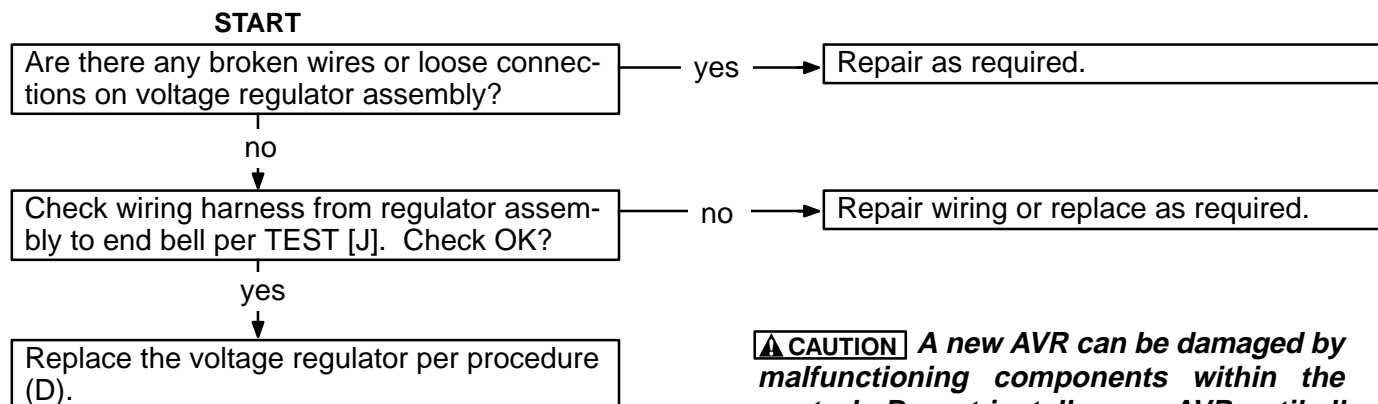 START
Are there any broken wires or loose connec-
tions on voltage regulator assembly?
yes
Repair as required.
no
Check wiring harness from regulator assem-
bly to end bell per TEST [J].  Check OK?
no
Repair wiring or replace as required.
yes
Replace the voltage regulator per procedure
(D).
CAUTION A new AVR can be damaged by
malfunctioning components within the